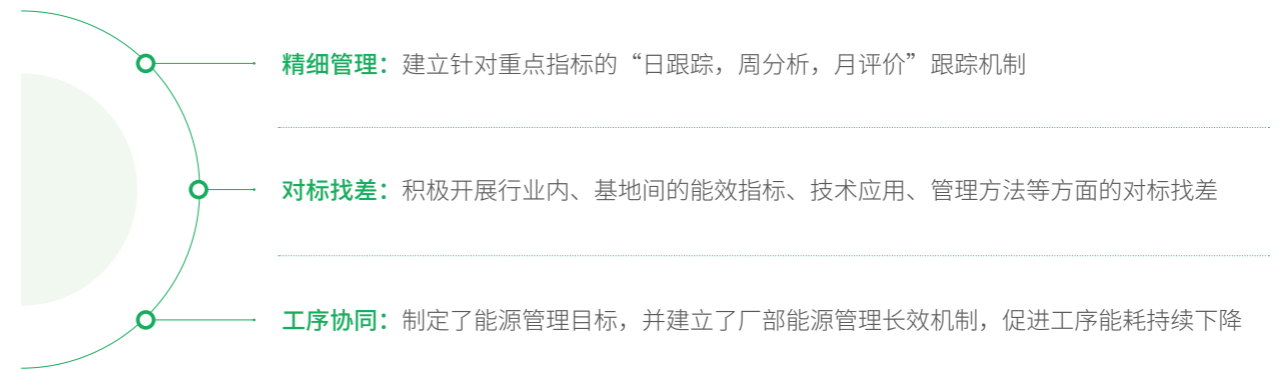 精细管理：建立针对重点指标的“日跟踪，周分析，月评价”跟踪机制
对标找差：积极开展行业内、基地间的能效指标、技术应用、管理方法等方面的对标找差
工序协同：制定了能源管理目标，并建立了厂部能源管理长效机制，促进工序能耗持续下降